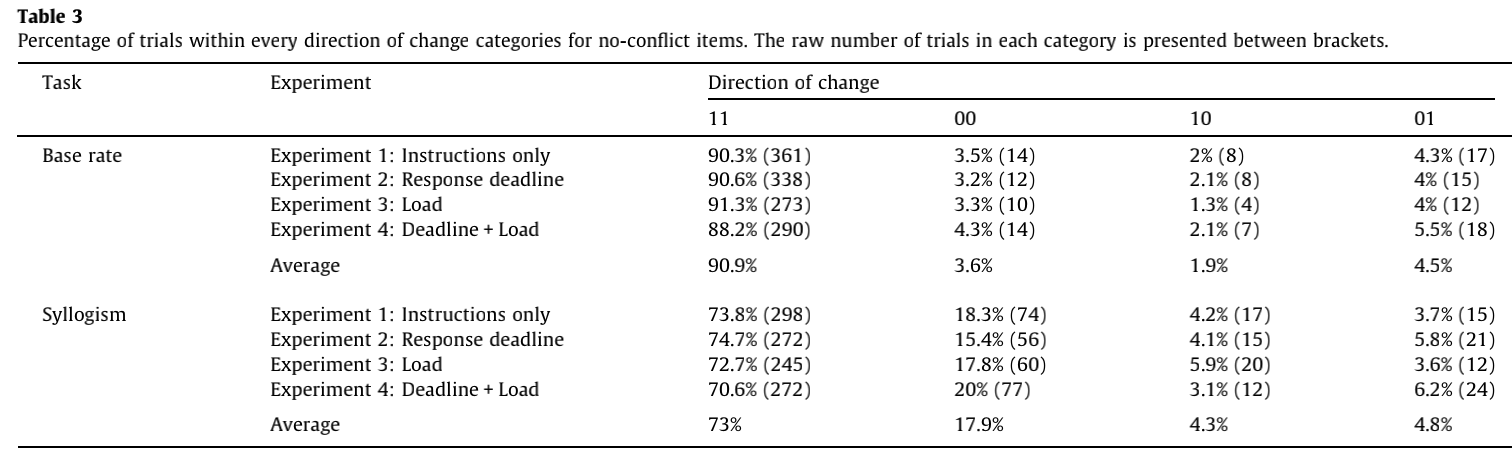 Table 3
Percentage of trials within every direction of change categories for no-conflict items. The raw number of trials in each category is presented between brackets.
Task Experiment Direction of change
11 00 10 01
Base rate Experiment 1: Instructions only 90.3% (361) 3.5% (14) 2% (8) 4.3% (17)
Experiment 2: Response deadline 90.6% (338) 3.2% (12) 2.1% (8) 4% (15)
Experiment 3: Load 91.3% (273) 3.3% (10) 1.3% (4) 4% (12)
Experiment 4: Deadline + Load 88.2% (290) 4.3% (14) 2.1% (7) 5.5% (18)
Average 90.9% 3.6% 1.9% 4.5%
Syllogism Experiment 1: Instructions only 73.8% (298) 18.3% (74) 4.2% (17) 3.7% (15)
Experiment 2: Response deadline 74.7% (272) 15.4% (56) 4.1% (15) 5.8% (21)
Experiment 3: Load 72.7% (245) 17.8% (60) 5.9% (20) 3.6% (12)
Experiment 4: Deadline + Load 70.6% (272) 20% (77) 3.1% (12) 6.2% (24)
Average 73% 17.9% 4.3% 4.8%